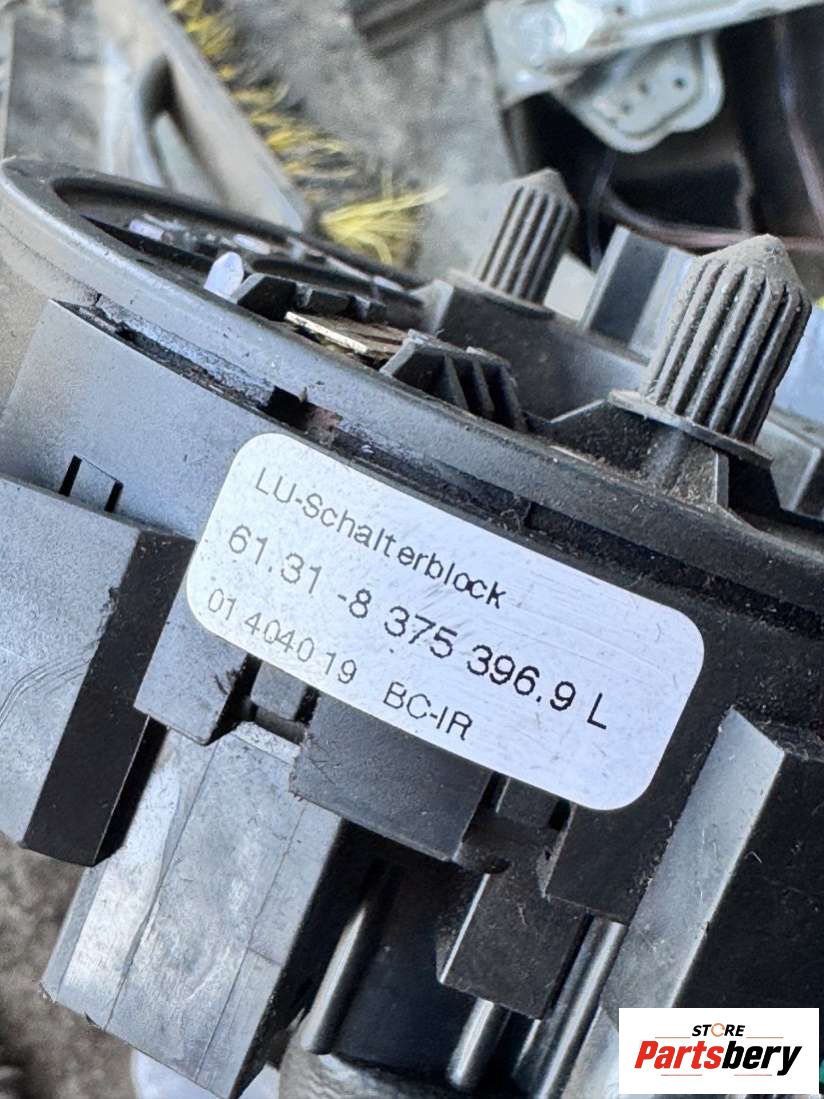 LU-Schalterblock
61.31 -8 375 396.9 L
01 4040 19 BC-IR
STORE
Partsbery